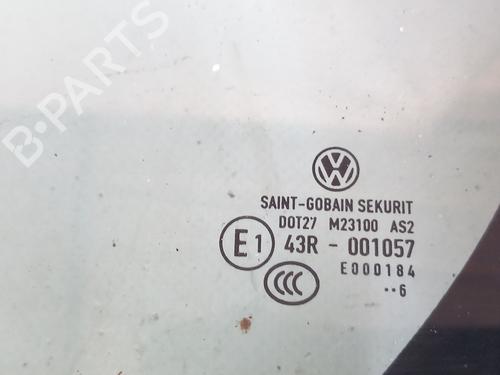 B-PARTS
VW
SAINT-GOBAIN SEKURIT
DOT27 M23100 AS2
E1 43R - 001057
E000184
CCC
··6